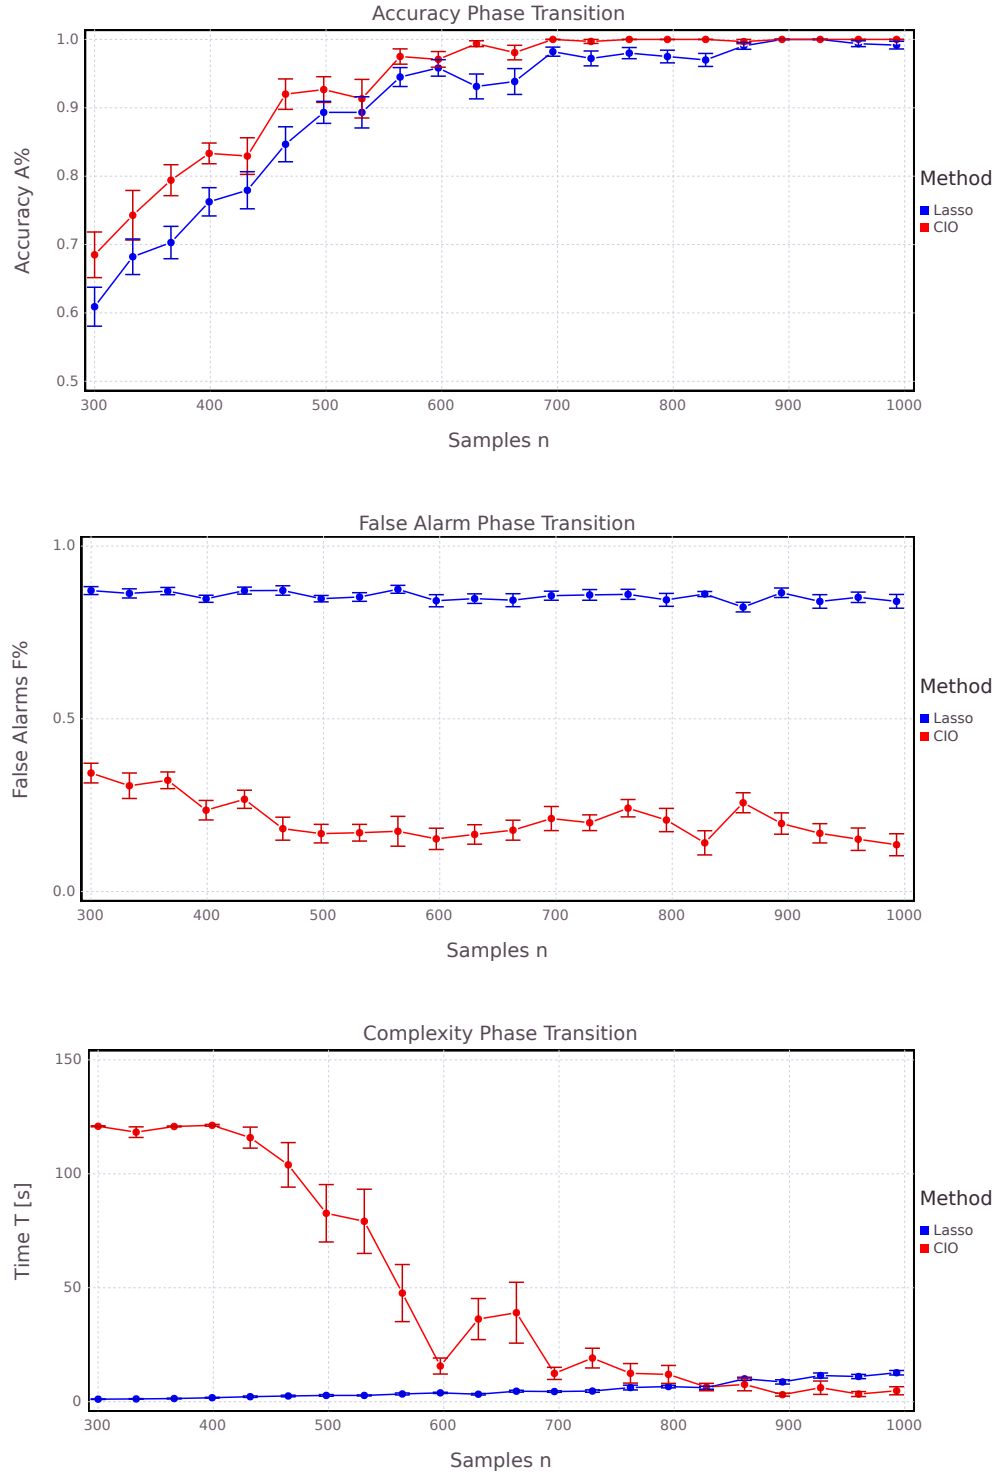 Accuracy Phase Transition
1.0
0.9
0.8
0.7
0.6
0.5
Accuracy A%
300 400 500 600 700 800 900 1000
Samples n
Method
Lasso
CIO
False Alarm Phase Transition
1.0
0.5
0.0
False Alarms F%
300 400 500 600 700 800 900 1000
Samples n
Method
Lasso
CIO
Complexity Phase Transition
150
100
50
0
Time T [s]
300 400 500 600 700 800 900 1000
Samples n
Method
Lasso
CIO